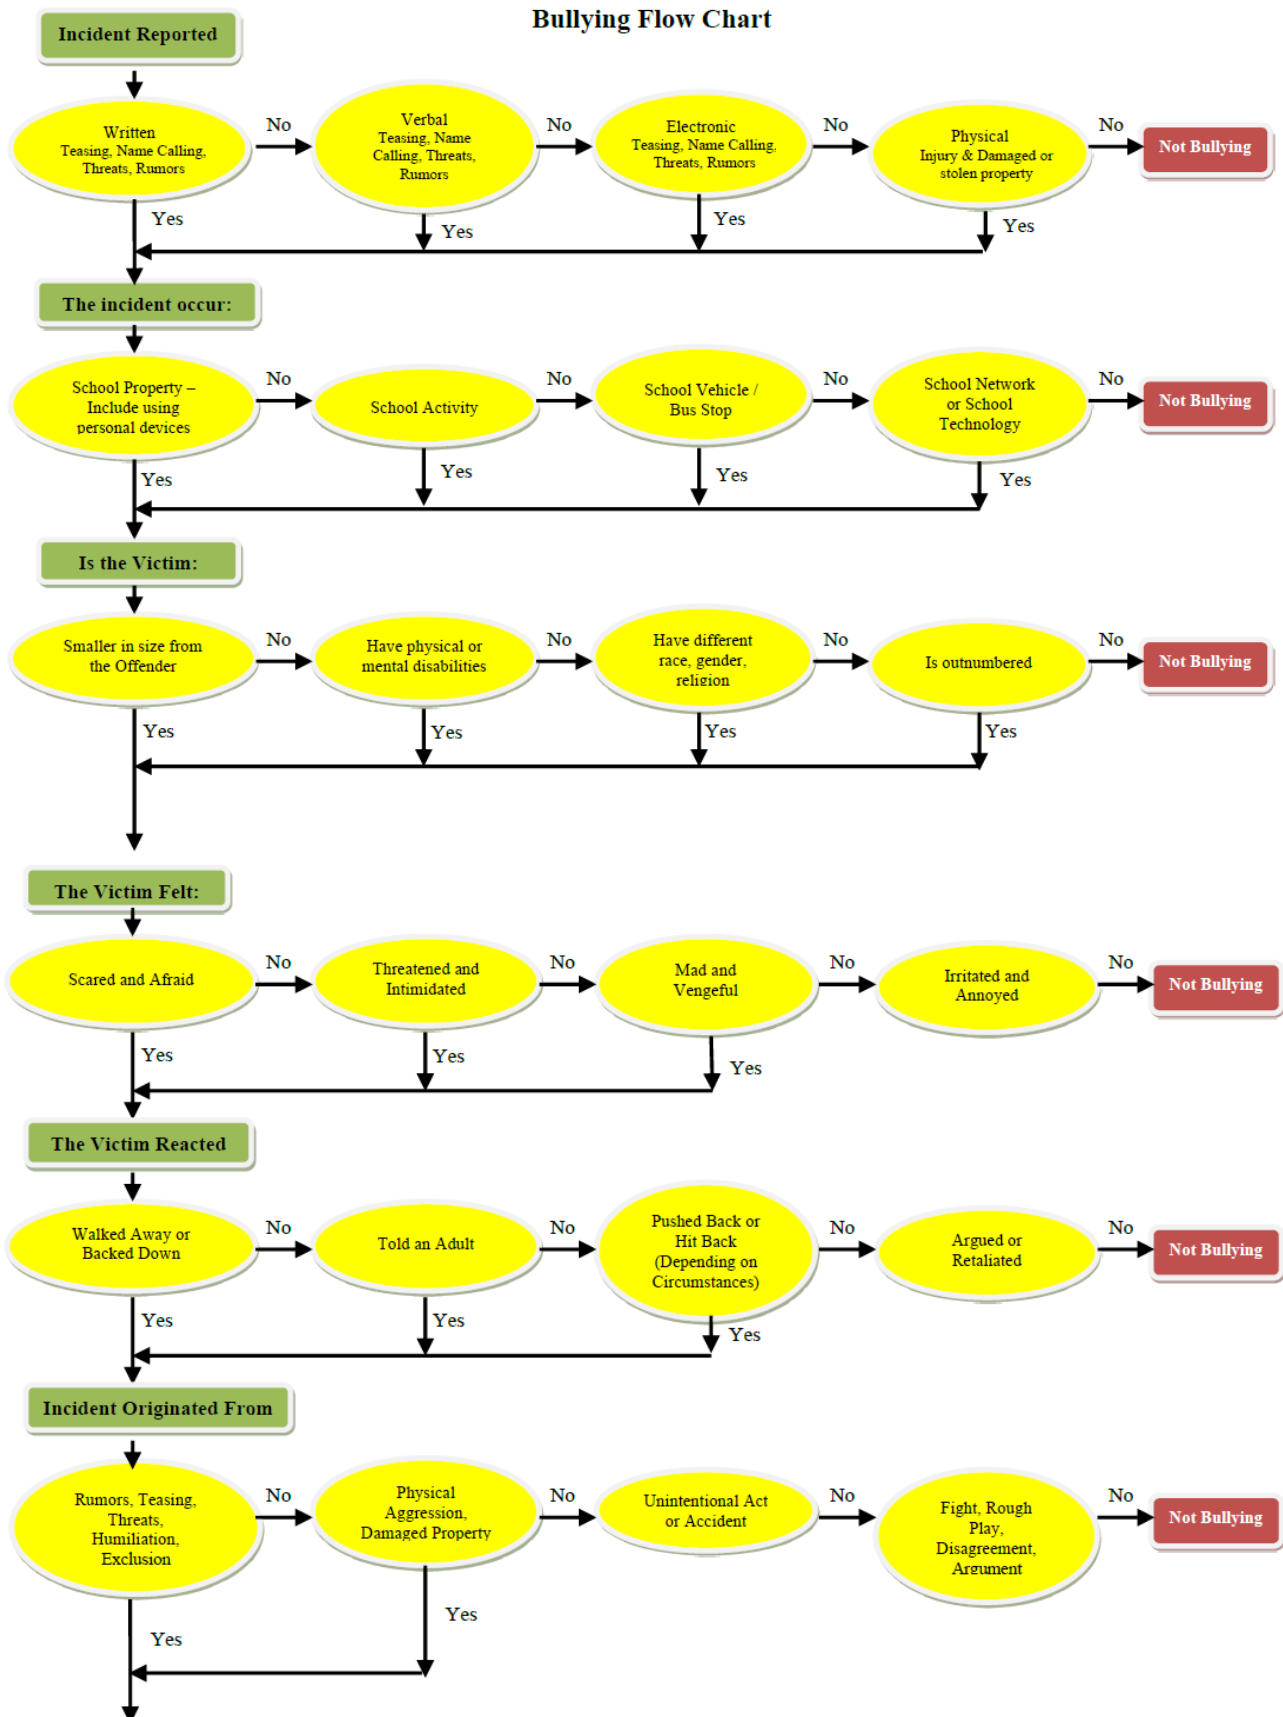 Bullying Flow Chart
Incident Reported
Written
Teasing, Name Calling,
Threats, Rumors
No
Verbal
Teasing, Name
Calling, Threats,
Rumors
No
Electronic
Teasing, Name Calling,
Threats, Rumors
No
Physical
Injury & Damaged or
stolen property
No
Not Bullying
Yes
Yes
Yes
Yes
The incident occur:
School Property –
Include using
personal devices
No
School Activity
No
School Vehicle /
Bus Stop
No
School Network
or School
Technology
No
Not Bullying
Yes
Yes
Yes
Yes
Is the Victim:
Smaller in size from
the Offender
No
Have physical or
mental disabilities
No
Have different
race, gender,
religion
No
Is outnumbered
No
Not Bullying
Yes
Yes
Yes
Yes
The Victim Felt:
Scared and Afraid
No
Threatened and
Intimidated
No
Mad and
Vengeful
No
Irritated and
Annoyed
No
Not Bullying
Yes
Yes
Yes
The Victim Reacted
Walked Away or
Backed Down
No
Told an Adult
No
Pushed Back or
Hit Back
(Depending on
Circumstances)
No
Argued or
Retaliated
No
Not Bullying
Yes
Yes
Yes
Incident Originated From
Rumors, Teasing,
Threats,
Humiliation,
Exclusion
No
Physical
Aggression,
Damaged Property
No
Unintentional Act
or Accident
No
Fight, Rough
Play,
Disagreement,
Argument
No
Not Bullying
Yes
Yes